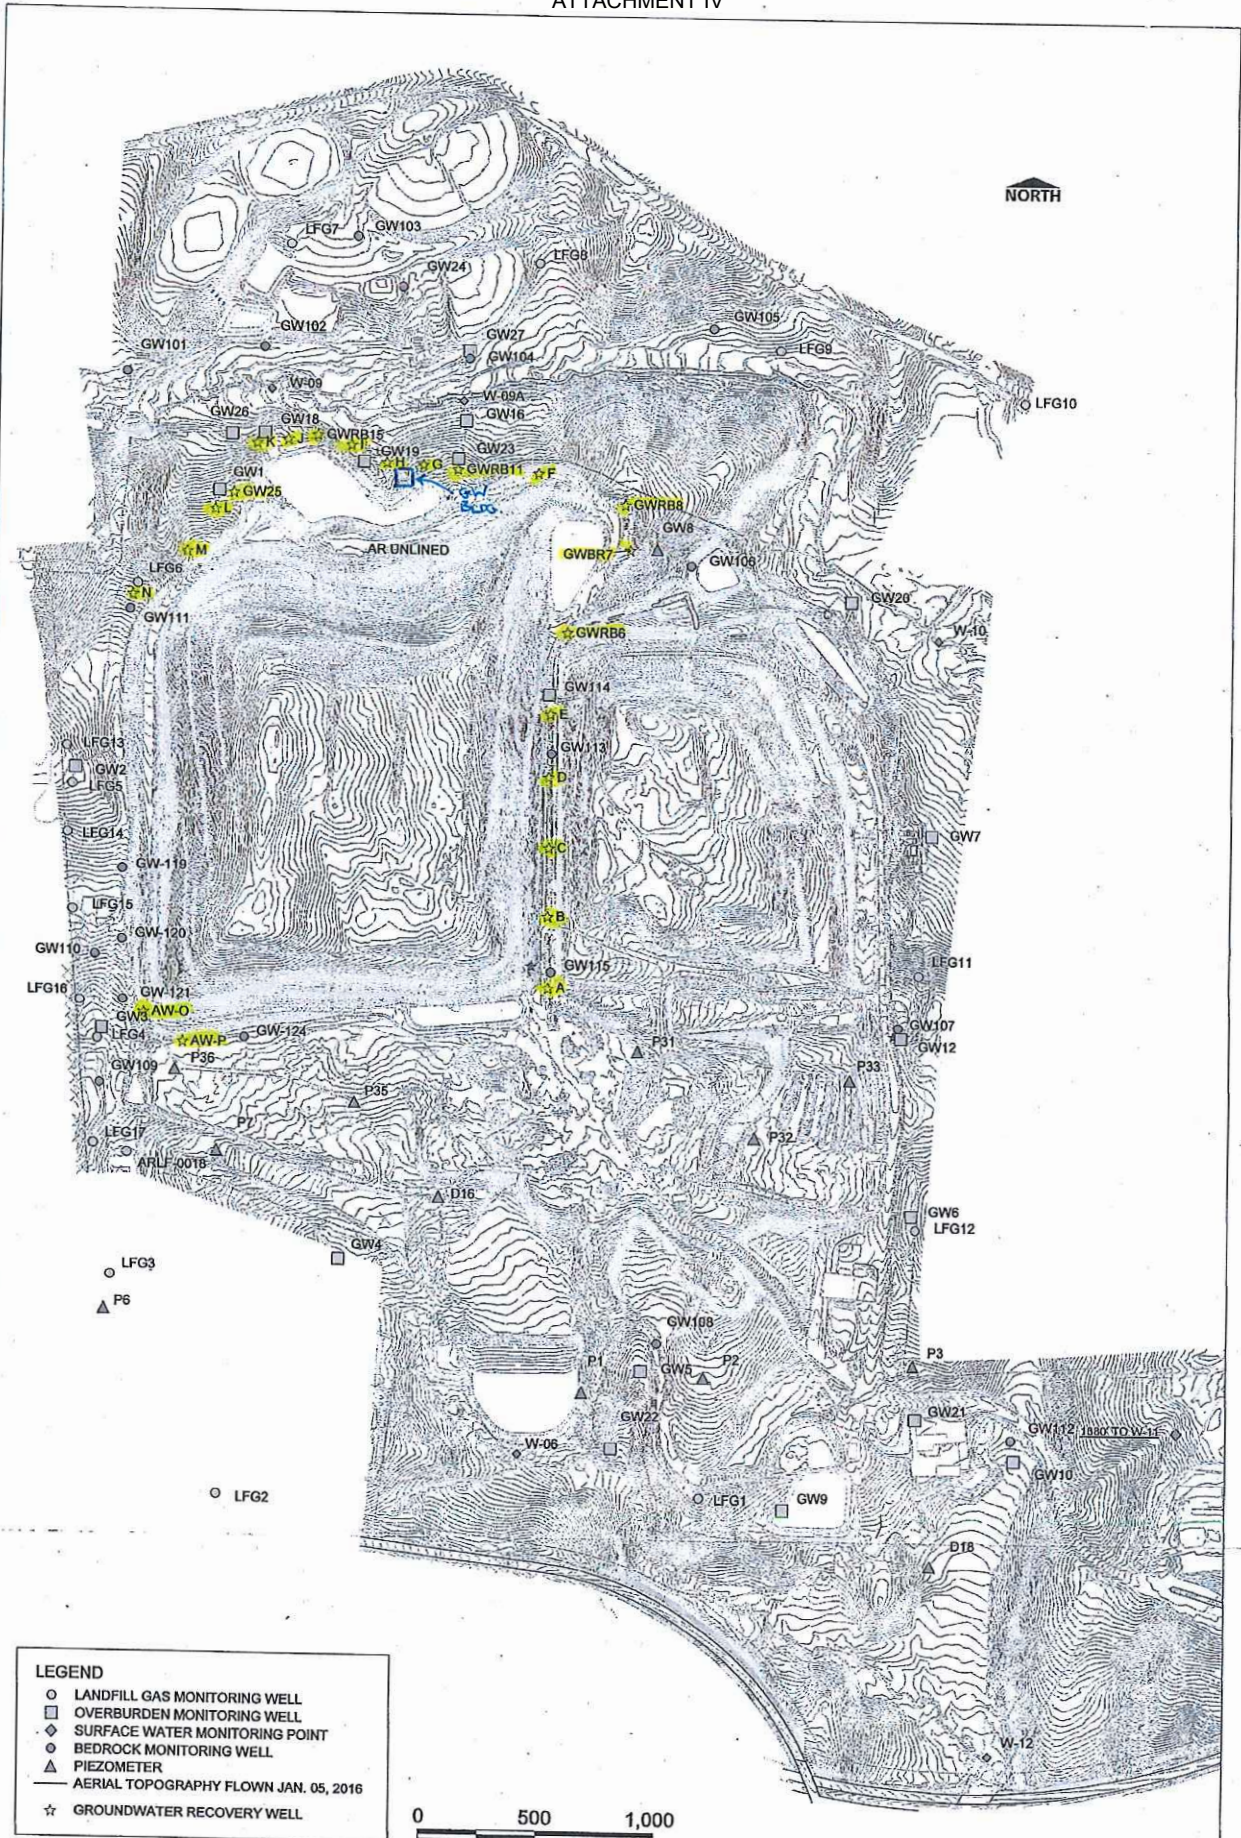 ATTACHMENT IV
NORTH
LFG7
GW103
LFG8
GW24
GW105
GW102
GW27
GW101
GW104
LFG9
W-09
W-09A
LFG10
GW26
GW18
GW16
K
J
GWRB15
I
GW19
GW23
H
G
GWRB11
F
GW1
GW25
GW
BLDG
L
GWRB8
GW8
M
AR UNLINED
GWBR7
GW106
LFG6
N
GW111
GW20
GWRB6
W-10
GW114
E
LFG13
GW113
GW2
D
LFG5
LFG14
GW7
C
GW-119
LFG15
B
GW-120
GW110
GW115
LFG11
LFG16
GW-121
A
AW-O
GW3
GW107
LFG4
AW-P
GW-124
P31
GW12
P36
GW109
P33
P35
LFG17
P7
P32
ARLF-0018
D16
GW6
LFG12
GW4
LFG3
P6
GW108
P1
GW5
P2
P3
GW22
GW21
W-06
GW112
1380' TO W-11
GW10
LFG2
LFG1
GW9
D18
W-12
LEGEND
LANDFILL GAS MONITORING WELL
OVERBURDEN MONITORING WELL
SURFACE WATER MONITORING POINT
BEDROCK MONITORING WELL
PIEZOMETER
AERIAL TOPOGRAPHY FLOWN JAN. 05, 2016
GROUNDWATER RECOVERY WELL
0 500 1,000